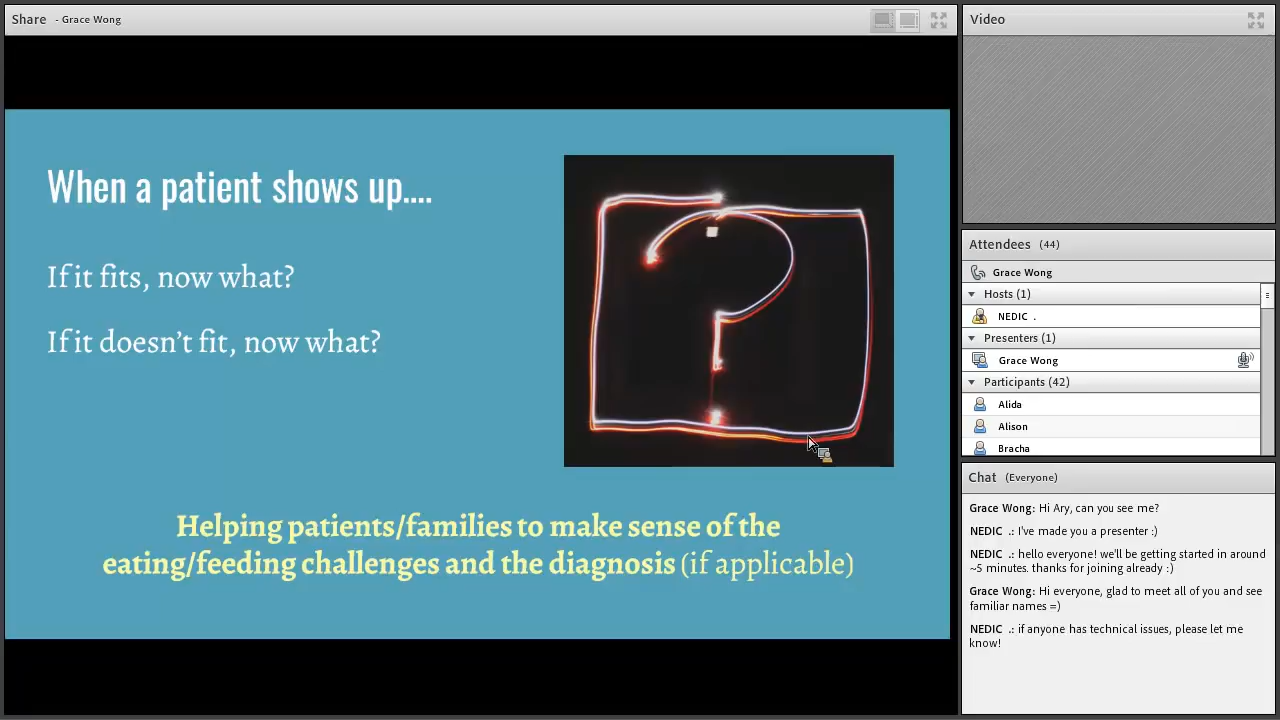 Share - Grace Wong
When a patient shows up....
If it fits, now what?
If it doesn't fit, now what?
Helping patients/families to make sense of the
eating/feeding challenges and the diagnosis (if applicable)
Video
Attendees (44)
Grace Wong
Hosts (1)
NEDIC .
Presenters (1)
Grace Wong
Participants (42)
Alida
Alison
Bracha
Chat (Everyone)
Grace Wong: Hi Ary, can you see me?
NEDIC .: I've made you a presenter :)
NEDIC .: hello everyone! we'll be getting started in around
~5 minutes. thanks for joining already :)
Grace Wong: Hi everyone, glad to meet all of you and see
familiar names =)
NEDIC .: if anyone has technical issues, please let me
know!